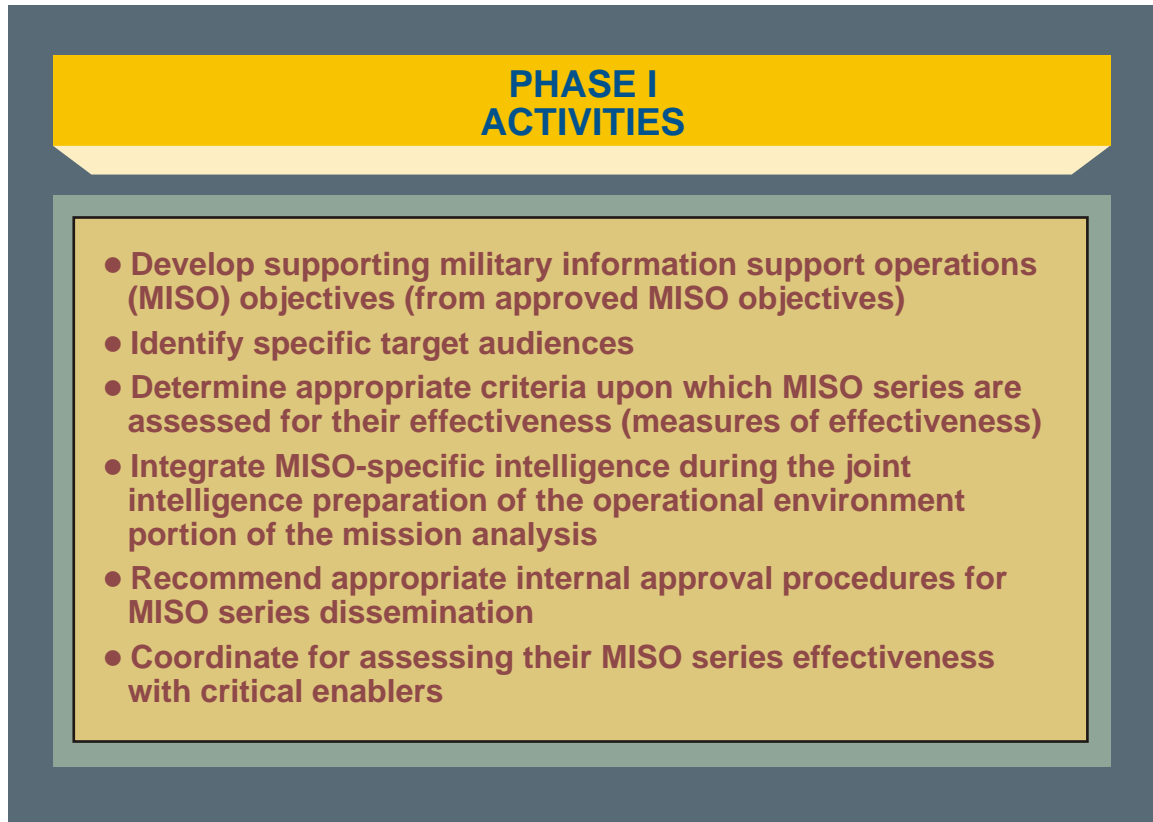 PHASE I
ACTIVITIES
● Develop supporting military information support operations
(MISO) objectives (from approved MISO objectives)
● Identify specific target audiences
● Determine appropriate criteria upon which MISO series are
assessed for their effectiveness (measures of effectiveness)
● Integrate MISO-specific intelligence during the joint
intelligence preparation of the operational environment
portion of the mission analysis
● Recommend appropriate internal approval procedures for
MISO series dissemination
● Coordinate for assessing their MISO series effectiveness
with critical enablers